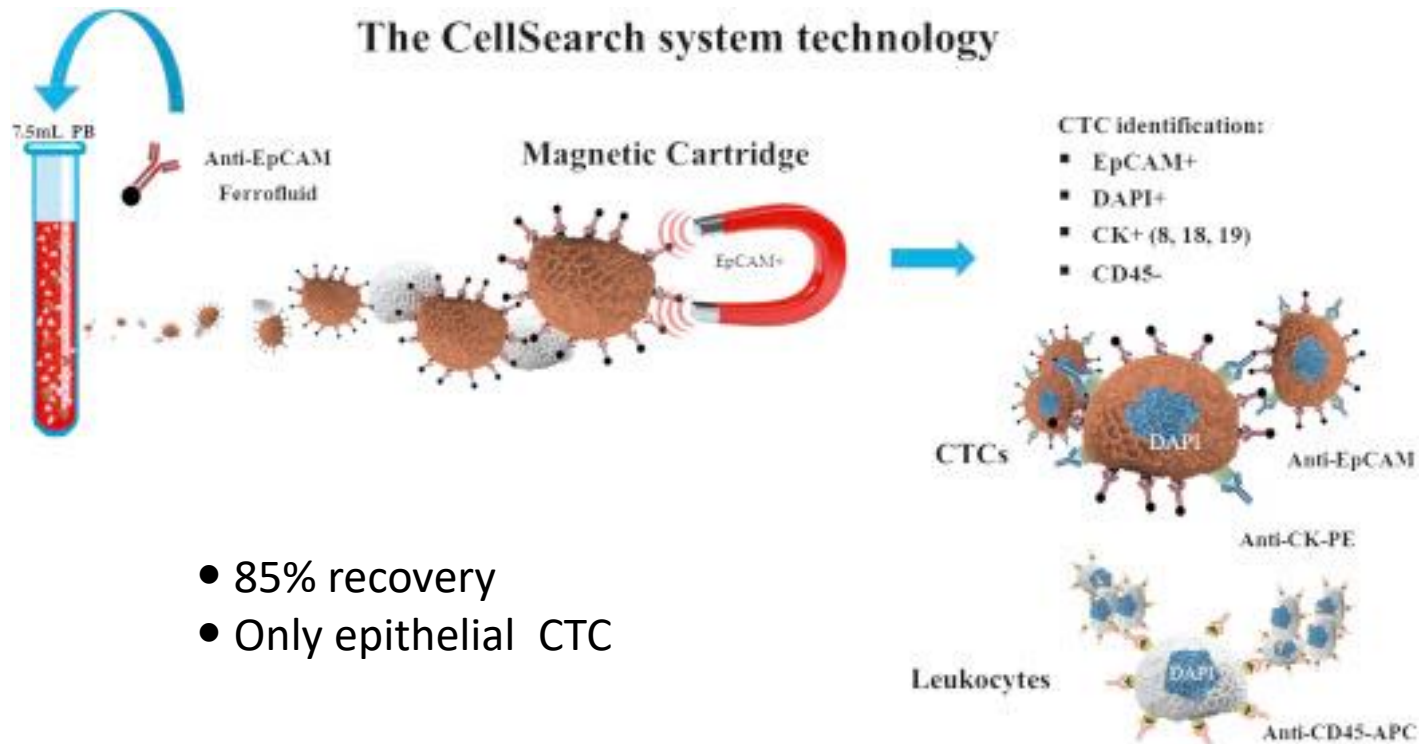 The CellSearch system technology
7.5mL PB
Anti-EpCAM
Ferrofluid
Magnetic Cartridge
EpCAM+
CTC identification:
▪ EpCAM+
▪ DAPI+
▪ CK+ (8, 18, 19)
▪ CD45-
DAPI
CTCs
Anti-EpCAM
Anti-CK-PE
• 85% recovery
• Only epithelial CTC
DAPI
Leukocytes
Anti-CD45-APC